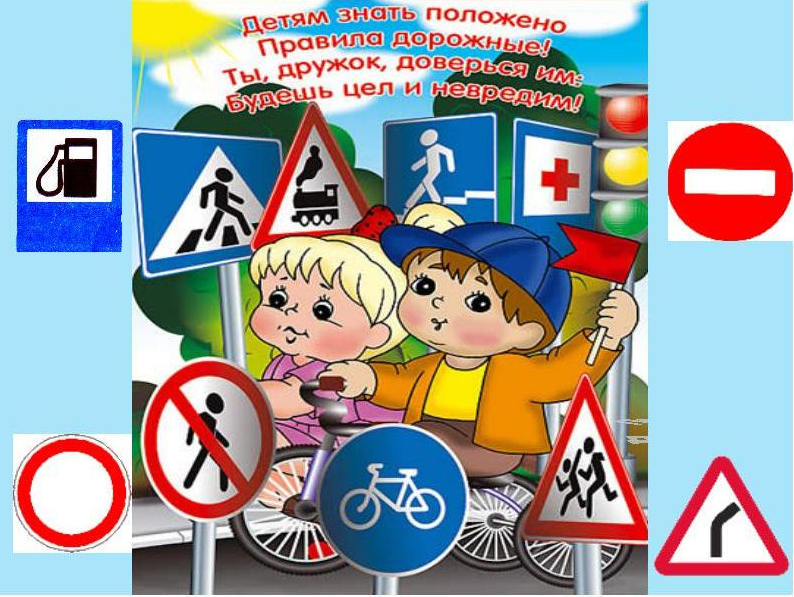 Детям знать положено
Правила дорожные!
Ты, дружок, доверься им:
Будешь цел и невредим!